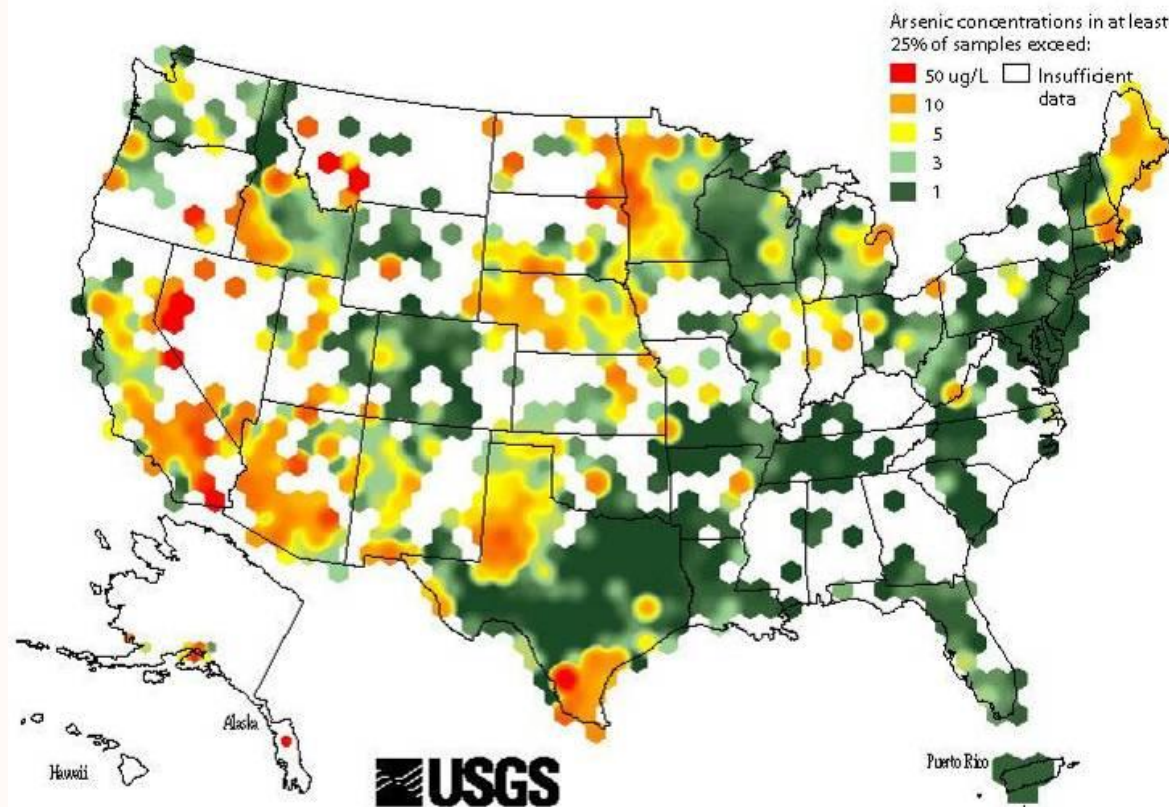 Arsenic concentrations in at least
25% of samples exceed:
50 ug/L Insufficient
data
10
5
3
1
Alaska
Hawaii
USGS
Puerto Rico